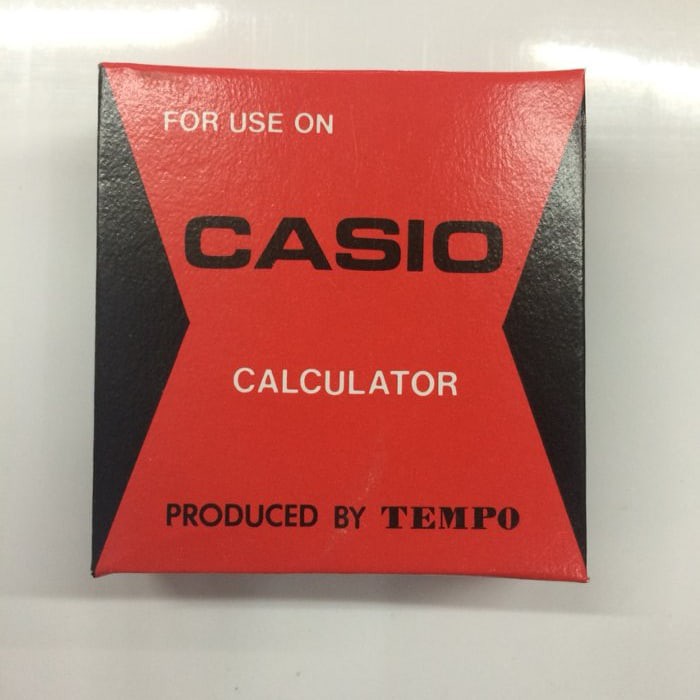 FOR USE ON
CASIO
CALCULATOR
PRODUCED BY TEMPO